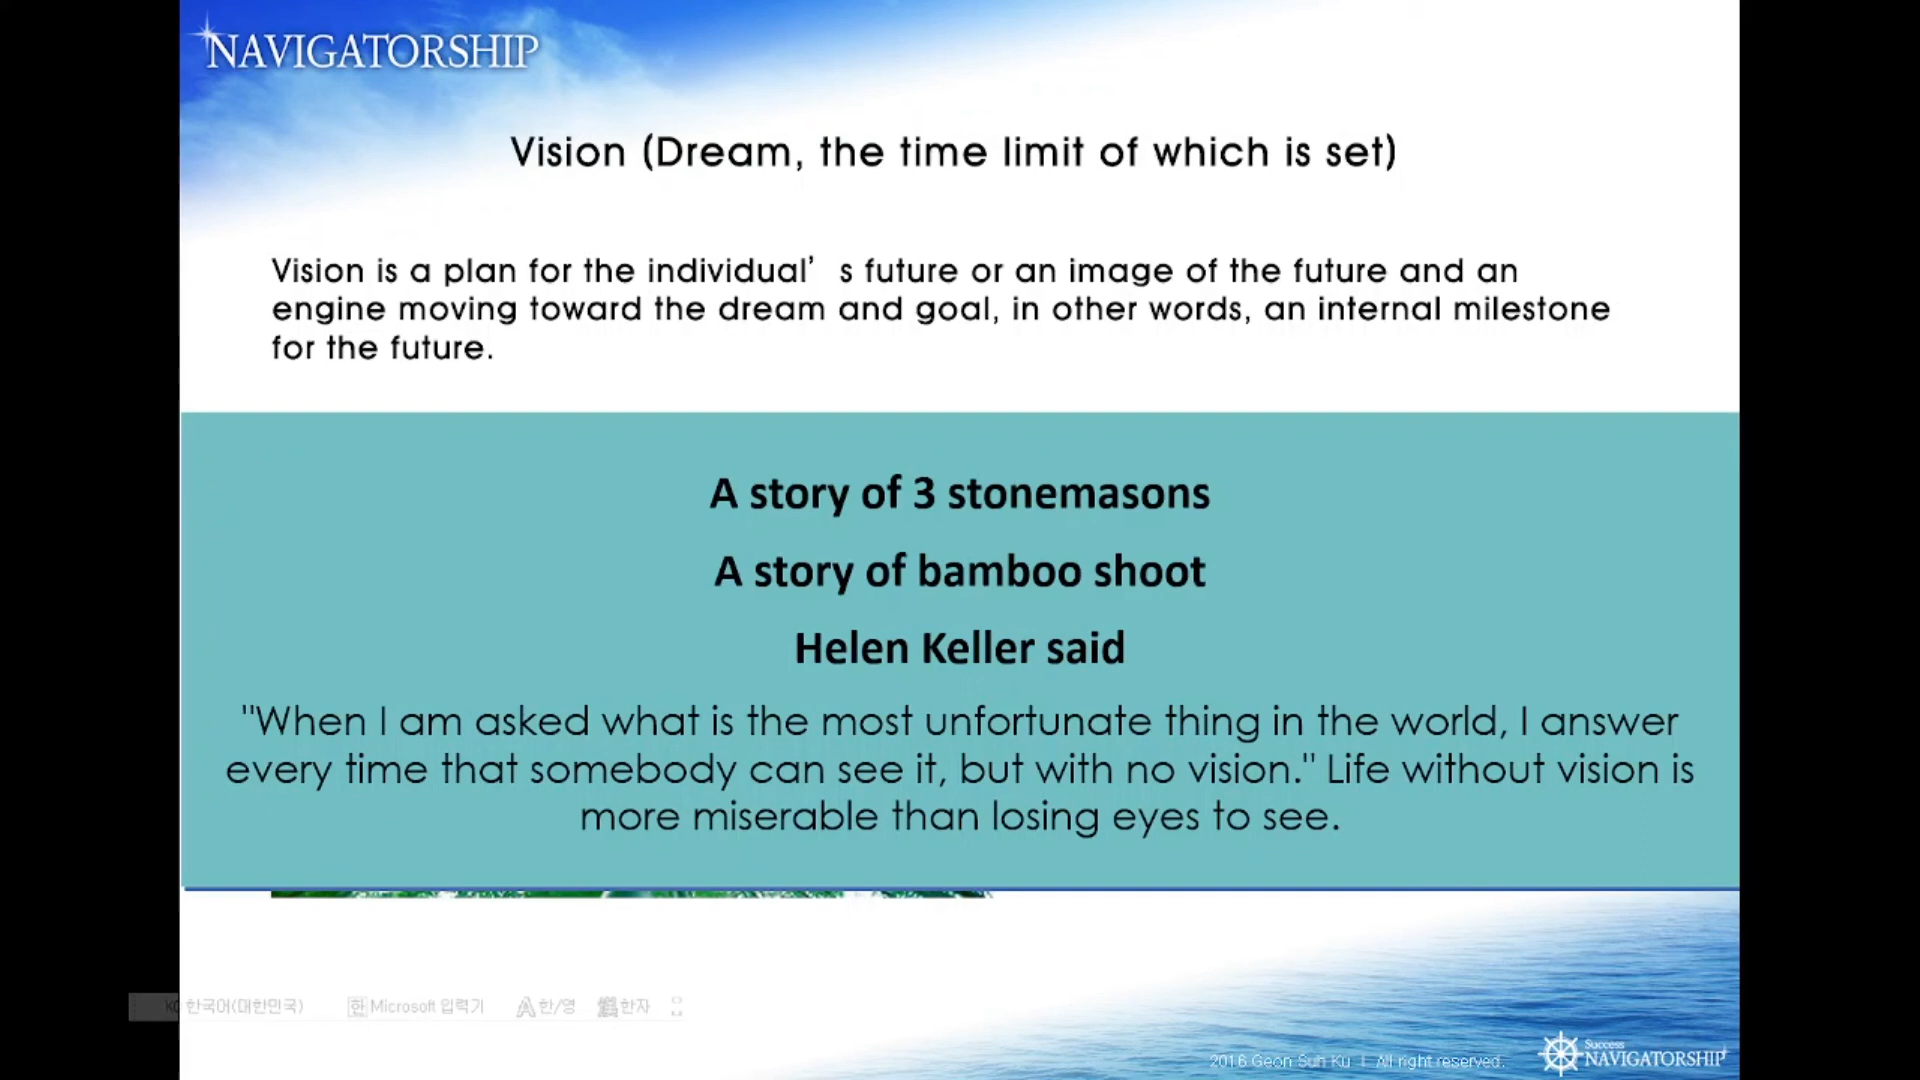 NAVIGATORSHIP
Vision (Dream, the time limit of which is set)
Vision is a plan for the individual’ s future or an image of the future and an
engine moving toward the dream and goal, in other words, an internal milestone
for the future.
A story of 3 stonemasons
A story of bamboo shoot
Helen Keller said
"When I am asked what is the most unfortunate thing in the world, I answer
every time that somebody can see it, but with no vision." Life without vision is
more miserable than losing eyes to see.
KO 한국어(대한민국) 한 Microsoft 입력기 A 한/영 漢 한자
2016 Geon Suh Ku | All right reserved.
Success
NAVIGATORSHIP